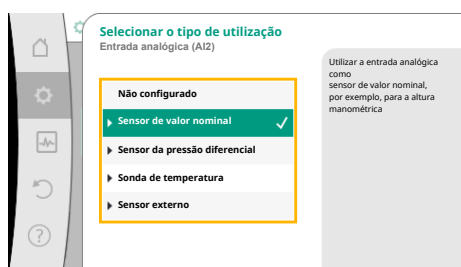 Selecionar o tipo de utilização
Entrada analógica (AI2)
Não configurado
Sensor de valor nominal
Sensor da pressão diferencial
Sonda de temperatura
Sensor externo
Utilizar a entrada analógica
como
sensor de valor nominal,
por exemplo, para a altura
manométrica
?